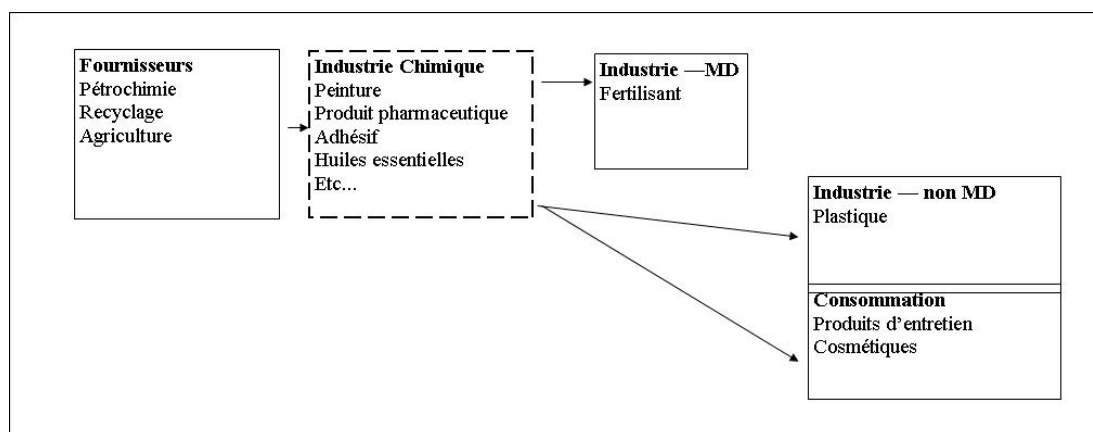 Fournisseurs
Pétrochimie
Recyclage
Agriculture
Industrie Chimique
Peinture
Produit pharmaceutique
Adhésif
Huiles essentielles
Etc...
Industrie —MD
Fertilisant
Industrie — non MD
Plastique
Consommation
Produits d’entretien
Cosmétiques